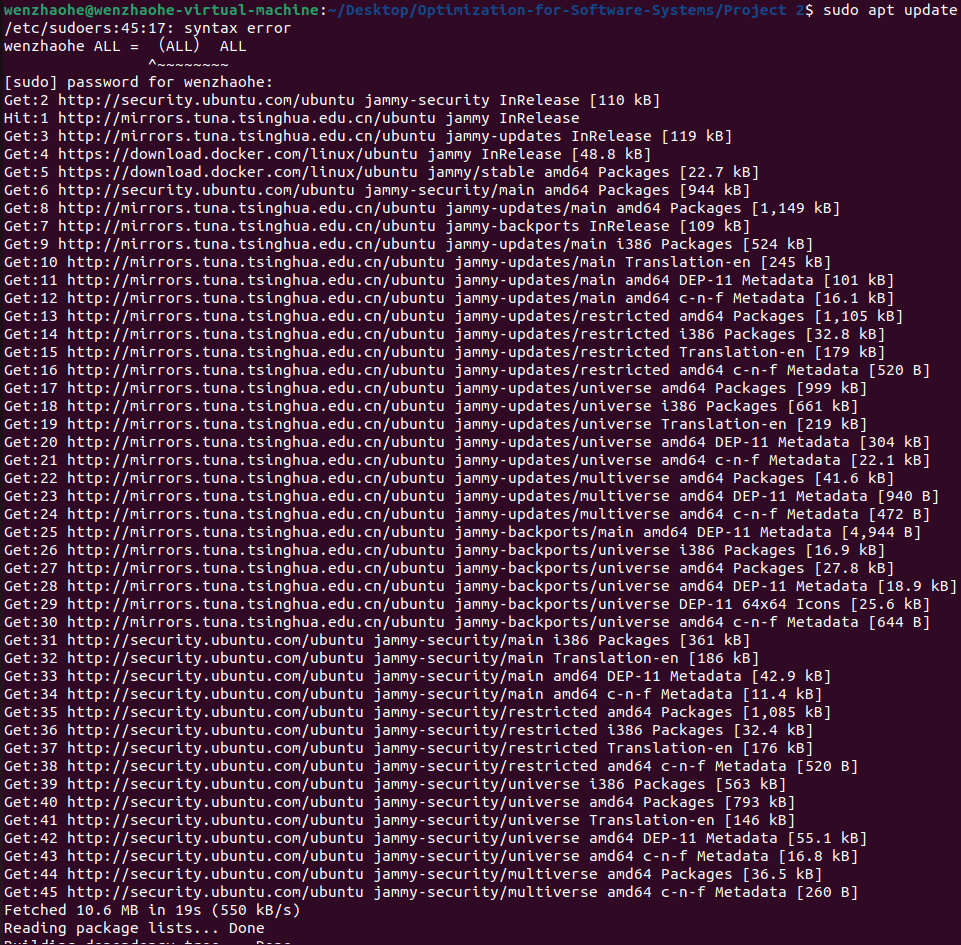 wenzhaohe@wenzhaohe-virtual-machine:~/Desktop/Optimization-for-Software-Systems/Project 2$ sudo apt update
/etc/sudoers:45:17: syntax error
wenzhaohe ALL = （ALL） ALL
^~~~~~~~~
[sudo] password for wenzhaohe:
Get:2 http://security.ubuntu.com/ubuntu jammy-security InRelease [110 kB]
Hit:1 http://mirrors.tuna.tsinghua.edu.cn/ubuntu jammy InRelease
Get:3 http://mirrors.tuna.tsinghua.edu.cn/ubuntu jammy-updates InRelease [119 kB]
Get:4 https://download.docker.com/linux/ubuntu jammy InRelease [48.8 kB]
Get:5 https://download.docker.com/linux/ubuntu jammy/stable amd64 Packages [22.7 kB]
Get:6 http://security.ubuntu.com/ubuntu jammy-security/main amd64 Packages [944 kB]
Get:8 http://mirrors.tuna.tsinghua.edu.cn/ubuntu jammy-updates/main amd64 Packages [1,149 kB]
Get:7 http://mirrors.tuna.tsinghua.edu.cn/ubuntu jammy-backports InRelease [109 kB]
Get:9 http://mirrors.tuna.tsinghua.edu.cn/ubuntu jammy-updates/main i386 Packages [524 kB]
Get:10 http://mirrors.tuna.tsinghua.edu.cn/ubuntu jammy-updates/main Translation-en [245 kB]
Get:11 http://mirrors.tuna.tsinghua.edu.cn/ubuntu jammy-updates/main amd64 DEP-11 Metadata [101 kB]
Get:12 http://mirrors.tuna.tsinghua.edu.cn/ubuntu jammy-updates/main amd64 c-n-f Metadata [16.1 kB]
Get:13 http://mirrors.tuna.tsinghua.edu.cn/ubuntu jammy-updates/restricted amd64 Packages [1,105 kB]
Get:14 http://mirrors.tuna.tsinghua.edu.cn/ubuntu jammy-updates/restricted i386 Packages [32.8 kB]
Get:15 http://mirrors.tuna.tsinghua.edu.cn/ubuntu jammy-updates/restricted Translation-en [179 kB]
Get:16 http://mirrors.tuna.tsinghua.edu.cn/ubuntu jammy-updates/restricted amd64 c-n-f Metadata [520 B]
Get:17 http://mirrors.tuna.tsinghua.edu.cn/ubuntu jammy-updates/universe amd64 Packages [999 kB]
Get:18 http://mirrors.tuna.tsinghua.edu.cn/ubuntu jammy-updates/universe i386 Packages [661 kB]
Get:19 http://mirrors.tuna.tsinghua.edu.cn/ubuntu jammy-updates/universe Translation-en [219 kB]
Get:20 http://mirrors.tuna.tsinghua.edu.cn/ubuntu jammy-updates/universe amd64 DEP-11 Metadata [304 kB]
Get:21 http://mirrors.tuna.tsinghua.edu.cn/ubuntu jammy-updates/universe amd64 c-n-f Metadata [22.1 kB]
Get:22 http://mirrors.tuna.tsinghua.edu.cn/ubuntu jammy-updates/multiverse amd64 Packages [41.6 kB]
Get:23 http://mirrors.tuna.tsinghua.edu.cn/ubuntu jammy-updates/multiverse amd64 DEP-11 Metadata [940 B]
Get:24 http://mirrors.tuna.tsinghua.edu.cn/ubuntu jammy-updates/multiverse amd64 c-n-f Metadata [472 B]
Get:25 http://mirrors.tuna.tsinghua.edu.cn/ubuntu jammy-backports/main amd64 DEP-11 Metadata [4,944 B]
Get:26 http://mirrors.tuna.tsinghua.edu.cn/ubuntu jammy-backports/universe i386 Packages [16.9 kB]
Get:27 http://mirrors.tuna.tsinghua.edu.cn/ubuntu jammy-backports/universe amd64 Packages [27.8 kB]
Get:28 http://mirrors.tuna.tsinghua.edu.cn/ubuntu jammy-backports/universe amd64 DEP-11 Metadata [18.9 kB]
Get:29 http://mirrors.tuna.tsinghua.edu.cn/ubuntu jammy-backports/universe DEP-11 64x64 Icons [25.6 kB]
Get:30 http://mirrors.tuna.tsinghua.edu.cn/ubuntu jammy-backports/universe amd64 c-n-f Metadata [644 B]
Get:31 http://security.ubuntu.com/ubuntu jammy-security/main i386 Packages [361 kB]
Get:32 http://security.ubuntu.com/ubuntu jammy-security/main Translation-en [186 kB]
Get:33 http://security.ubuntu.com/ubuntu jammy-security/main amd64 DEP-11 Metadata [42.9 kB]
Get:34 http://security.ubuntu.com/ubuntu jammy-security/main amd64 c-n-f Metadata [11.4 kB]
Get:35 http://security.ubuntu.com/ubuntu jammy-security/restricted amd64 Packages [1,085 kB]
Get:36 http://security.ubuntu.com/ubuntu jammy-security/restricted i386 Packages [32.4 kB]
Get:37 http://security.ubuntu.com/ubuntu jammy-security/restricted Translation-en [176 kB]
Get:38 http://security.ubuntu.com/ubuntu jammy-security/restricted amd64 c-n-f Metadata [520 B]
Get:39 http://security.ubuntu.com/ubuntu jammy-security/universe i386 Packages [563 kB]
Get:40 http://security.ubuntu.com/ubuntu jammy-security/universe amd64 Packages [793 kB]
Get:41 http://security.ubuntu.com/ubuntu jammy-security/universe Translation-en [146 kB]
Get:42 http://security.ubuntu.com/ubuntu jammy-security/universe amd64 DEP-11 Metadata [55.1 kB]
Get:43 http://security.ubuntu.com/ubuntu jammy-security/universe amd64 c-n-f Metadata [16.8 kB]
Get:44 http://security.ubuntu.com/ubuntu jammy-security/multiverse amd64 Packages [36.5 kB]
Get:45 http://security.ubuntu.com/ubuntu jammy-security/multiverse amd64 c-n-f Metadata [260 B]
Fetched 10.6 MB in 19s (550 kB/s)
Reading package lists... Done
Building dependency tree... Done